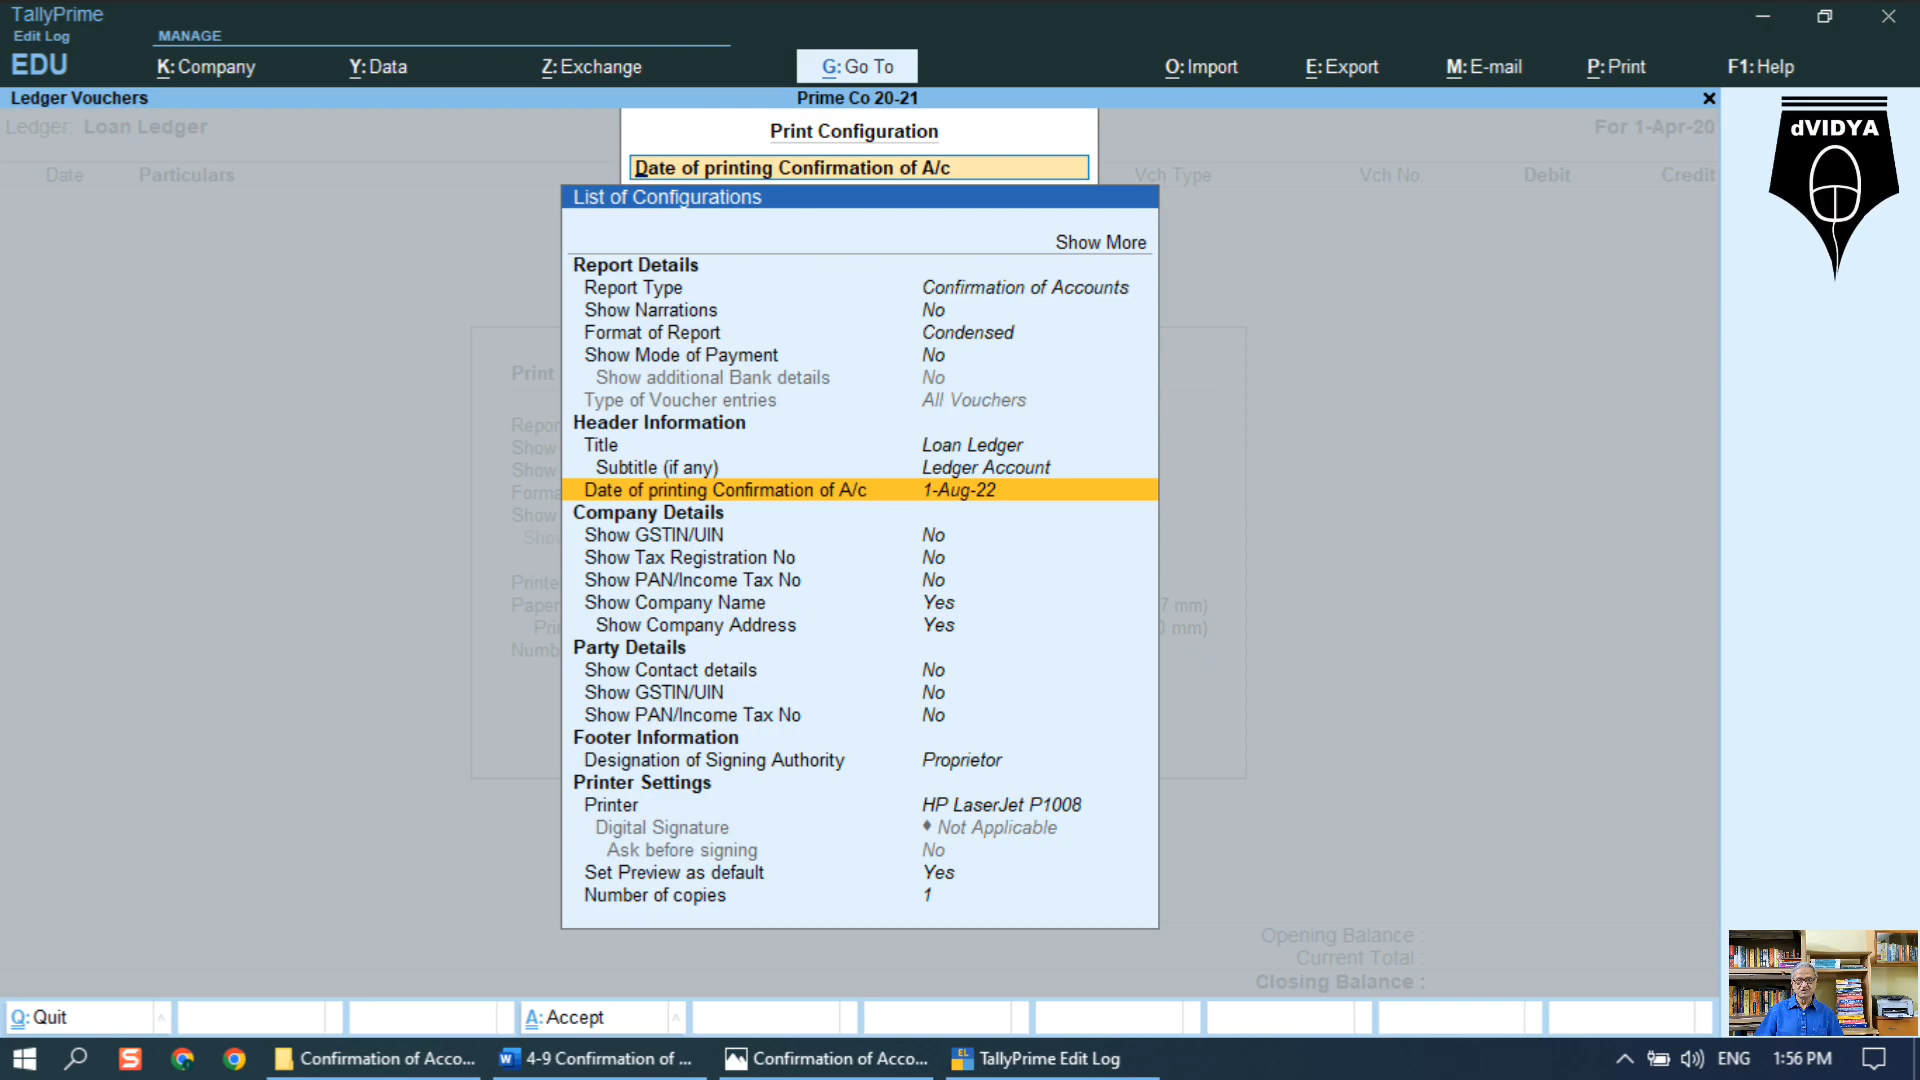 TallyPrime
Edit Log
EDU
MANAGE
K: Company
Y: Data
Z: Exchange
G: Go To
O: Import
E: Export
M: E-mail
P: Print
F1: Help
Ledger Vouchers
Prime Co 20-21
Ledger: Loan Ledger
For 1-Apr-20
Date Particulars Vch Type Vch No. Debit Credit
dVIDYA
Print Configuration
Date of printing Confirmation of A/c
List of Configurations
Show More
Report Details
Report Type Confirmation of Accounts
Show Narrations No
Format of Report Condensed
Show Mode of Payment No
Show additional Bank details No
Type of Voucher entries All Vouchers
Header Information
Title Loan Ledger
Subtitle (if any) Ledger Account
Date of printing Confirmation of A/c 1-Aug-22
Company Details
Show GSTIN/UIN No
Show Tax Registration No No
Show PAN/Income Tax No No
Show Company Name Yes
Show Company Address Yes
Party Details
Show Contact details No
Show GSTIN/UIN No
Show PAN/Income Tax No No
Footer Information
Designation of Signing Authority Proprietor
Printer Settings
Printer HP LaserJet P1008
Digital Signature ♦ Not Applicable
Ask before signing No
Set Preview as default Yes
Number of copies 1
Print
Show
Show
Show
7 mm)
0 mm)
Opening Balance :
Current Total :
Closing Balance :
Q: Quit
A: Accept
Confirmation of Acco...
4-9 Confirmation of ...
Confirmation of Acco...
TallyPrime Edit Log
ENG
1:56 PM